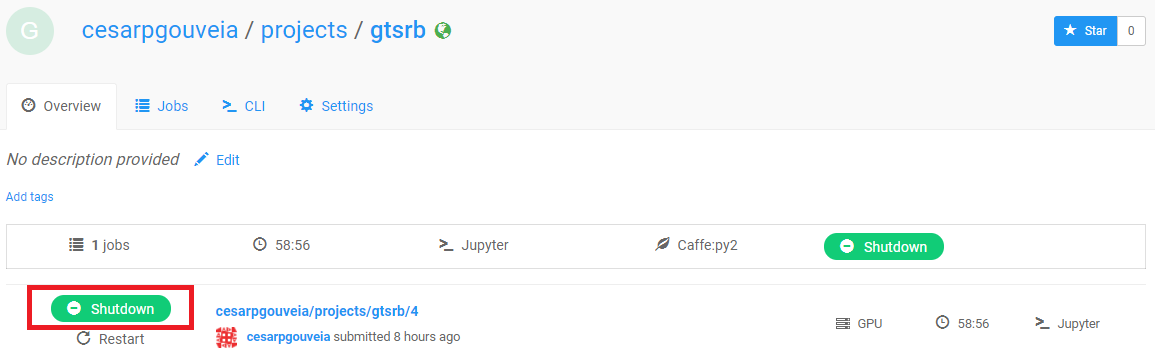 G
cesarpgouveia / projects / gtsrb
Star 0
Overview Jobs CLI Settings
No description provided Edit
Add tags
1 jobs 58:56 Jupyter Caffe:py2 Shutdown
Shutdown
Restart
cesarpgouveia/projects/gtsrb/4
cesarpgouveia submitted 8 hours ago
GPU 58:56 Jupyter